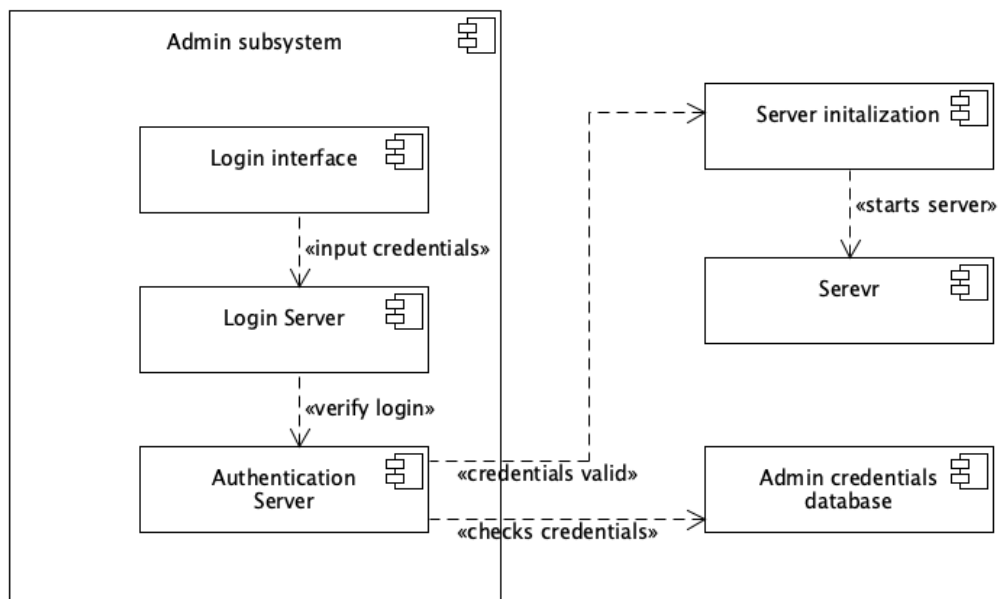 Admin subsystem
Login interface
«input credentials»
Login Server
«verify login»
Authentication
Server
«credentials valid»
«checks credentials»
Server initalization
«starts server»
Serevr
Admin credentials
database